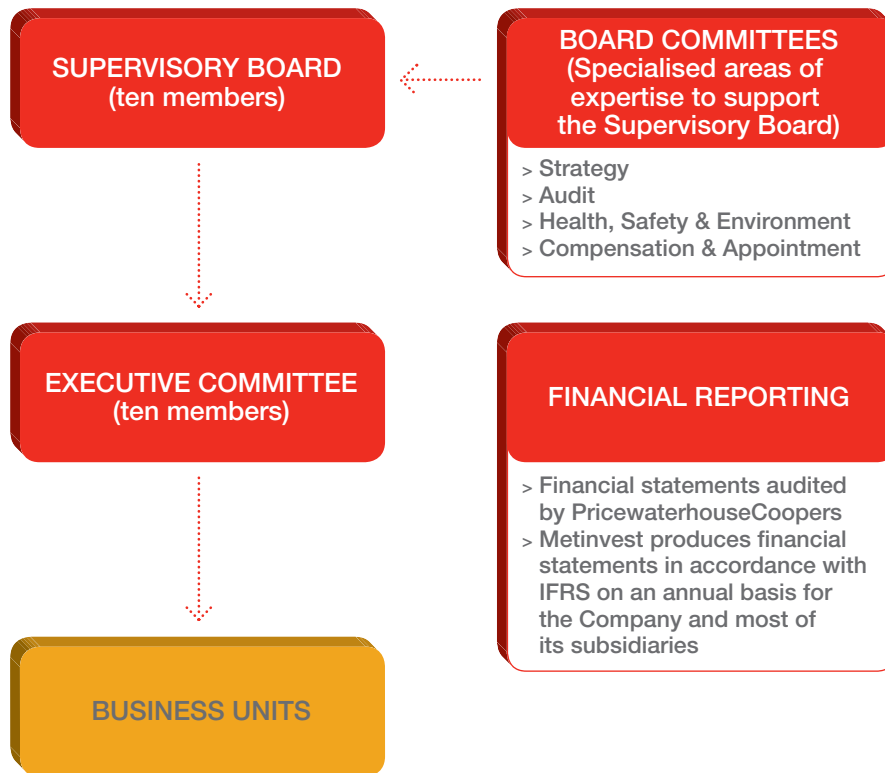 SUPERVISORY BOARD
(ten members)
BOARD COMMITTEES
(Specialised areas of
expertise to support
the Supervisory Board)
> Strategy
> Audit
> Health, Safety & Environment
> Compensation & Appointment
EXECUTIVE COMMITTEE
(ten members)
FINANCIAL REPORTING
> Financial statements audited
by PricewaterhouseCoopers
> Metinvest produces financial
statements in accordance with
IFRS on an annual basis for
the Company and most of
its subsidiaries
BUSINESS UNITS